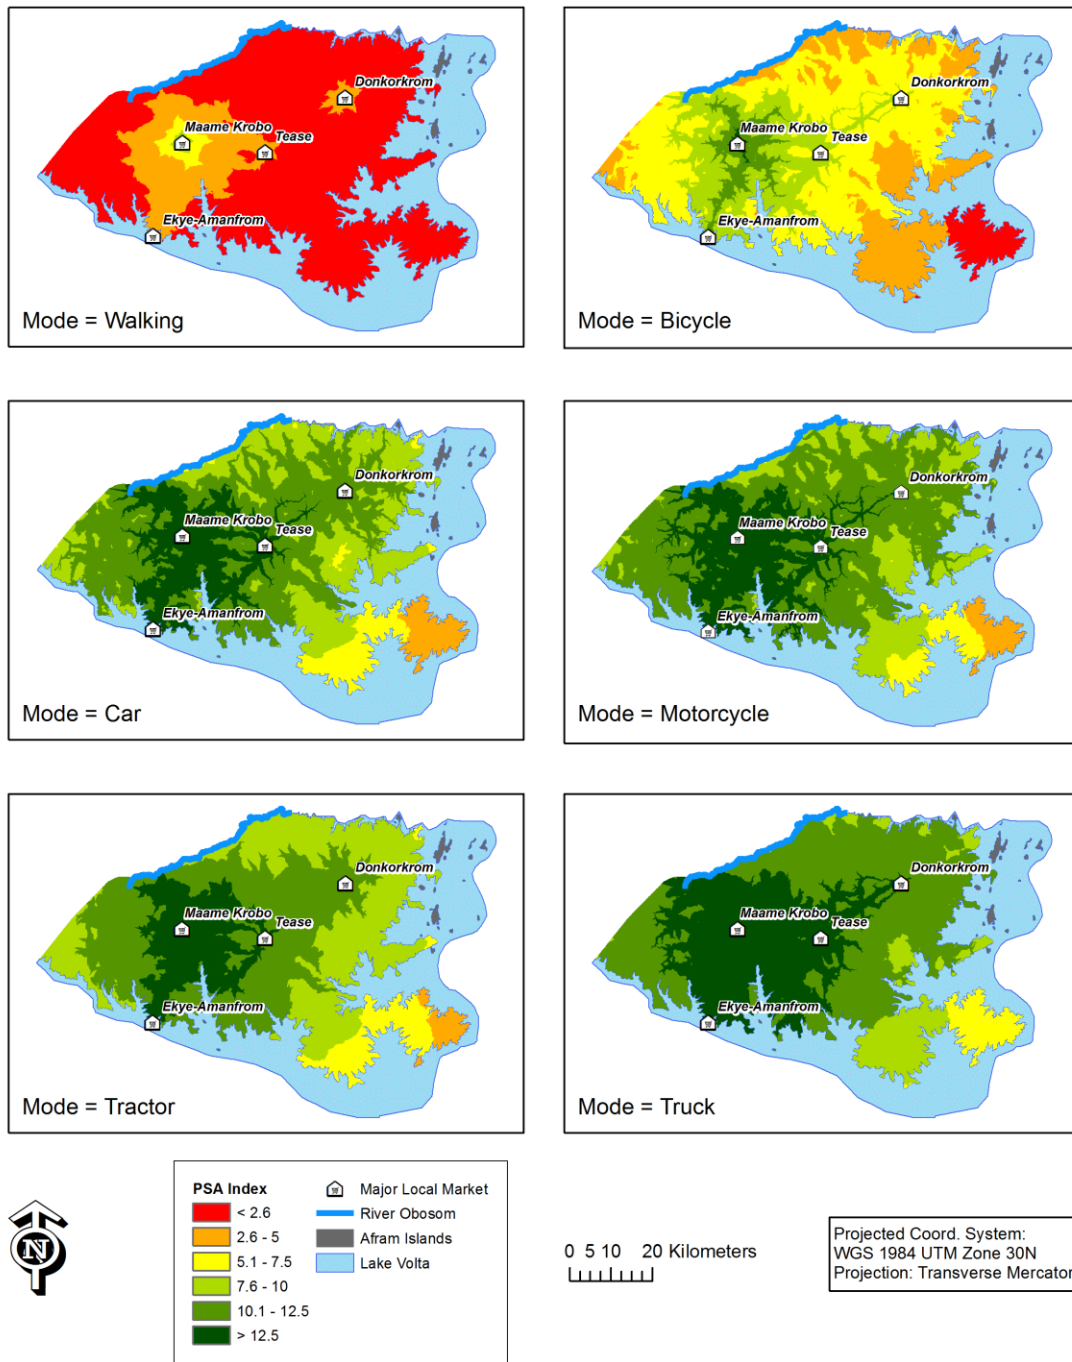 Donkorkrom
Maame Krobo
Tease
Ekye-Amanfrom
Mode = Walking
Donkorkrom
Maame Krobo
Tease
Ekye-Amanfrom
Mode = Bicycle
Donkorkrom
Maame Krobo
Tease
Ekye-Amanfrom
Mode = Car
Donkorkrom
Maame Krobo
Tease
Ekye-Amanfrom
Mode = Motorcycle
Donkorkrom
Maame Krobo
Tease
Ekye-Amanfrom
Mode = Tractor
Donkorkrom
Maame Krobo
Tease
Ekye-Amanfrom
Mode = Truck
N
PSA Index
< 2.6
2.6 - 5
5.1 - 7.5
7.6 - 10
10.1 - 12.5
> 12.5
Major Local Market
River Obosom
Afram Islands
Lake Volta
0 5 10 20 Kilometers
Projected Coord. System:
WGS 1984 UTM Zone 30N
Projection: Transverse Mercator